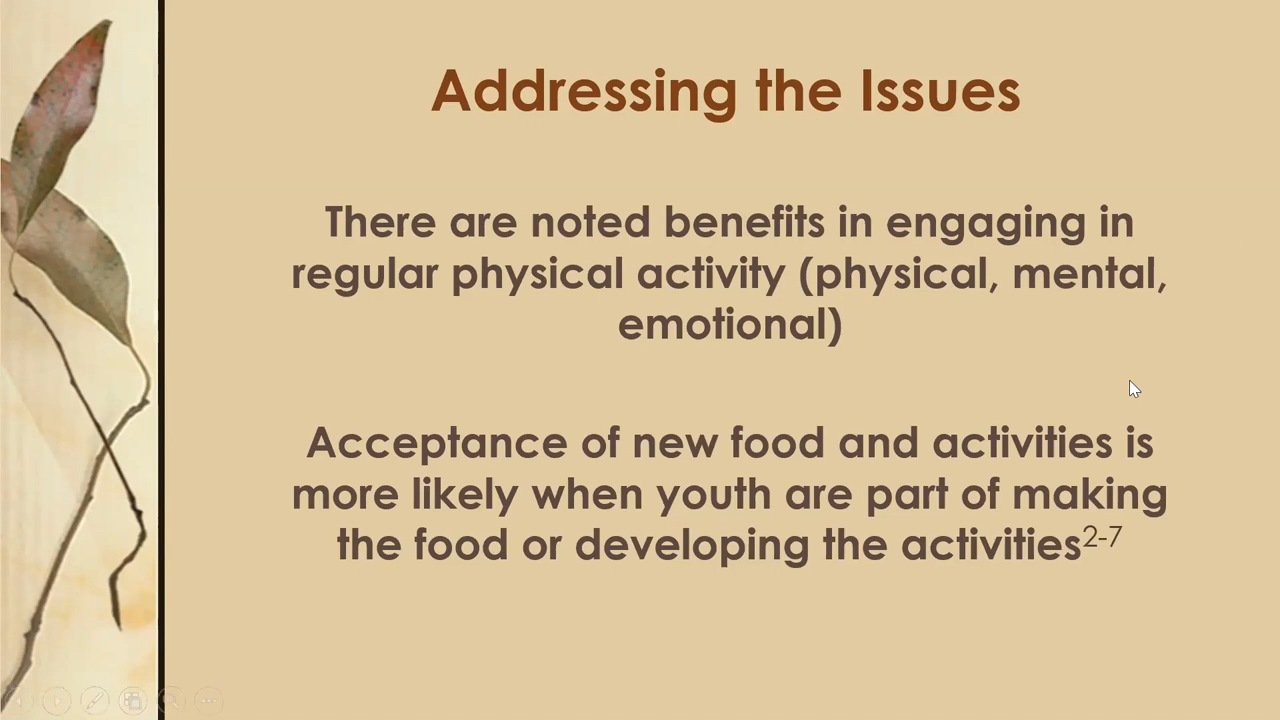 Addressing the Issues
There are noted benefits in engaging in
regular physical activity (physical, mental,
emotional)
Acceptance of new food and activities is
more likely when youth are part of making
the food or developing the activities2-7